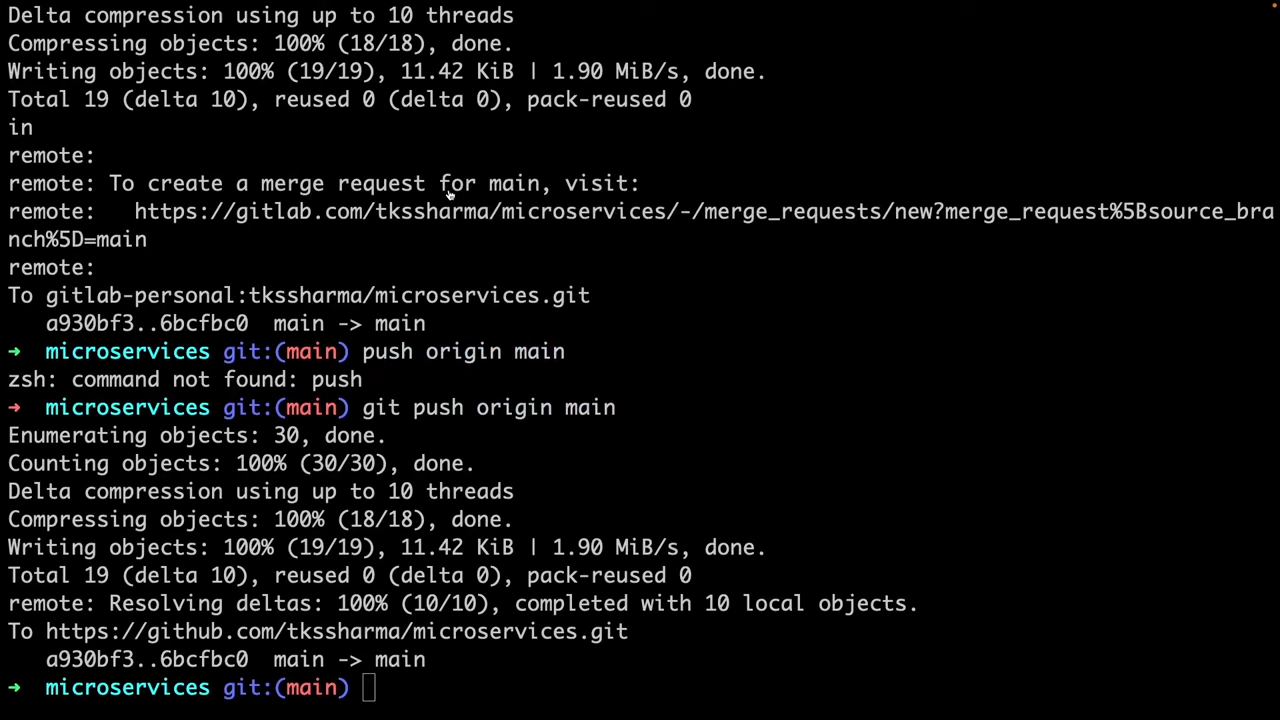 Delta compression using up to 10 threads
Compressing objects: 100% (18/18), done.
Writing objects: 100% (19/19), 11.42 KiB | 1.90 MiB/s, done.
Total 19 (delta 10), reused 0 (delta 0), pack-reused 0
in
remote:
remote: To create a merge request for main, visit:
remote:   https://gitlab.com/tkssharma/microservices/-/merge_requests/new?merge_request%5Bsource_bra
nch%5D=main
remote:
To gitlab-personal:tkssharma/microservices.git
   a930bf3..6bcfbc0  main -> main
➜  microservices git:(main) push origin main
zsh: command not found: push
➜  microservices git:(main) git push origin main
Enumerating objects: 30, done.
Counting objects: 100% (30/30), done.
Delta compression using up to 10 threads
Compressing objects: 100% (18/18), done.
Writing objects: 100% (19/19), 11.42 KiB | 1.90 MiB/s, done.
Total 19 (delta 10), reused 0 (delta 0), pack-reused 0
remote: Resolving deltas: 100% (10/10), completed with 10 local objects.
To https://github.com/tkssharma/microservices.git
   a930bf3..6bcfbc0  main -> main
➜  microservices git:(main)